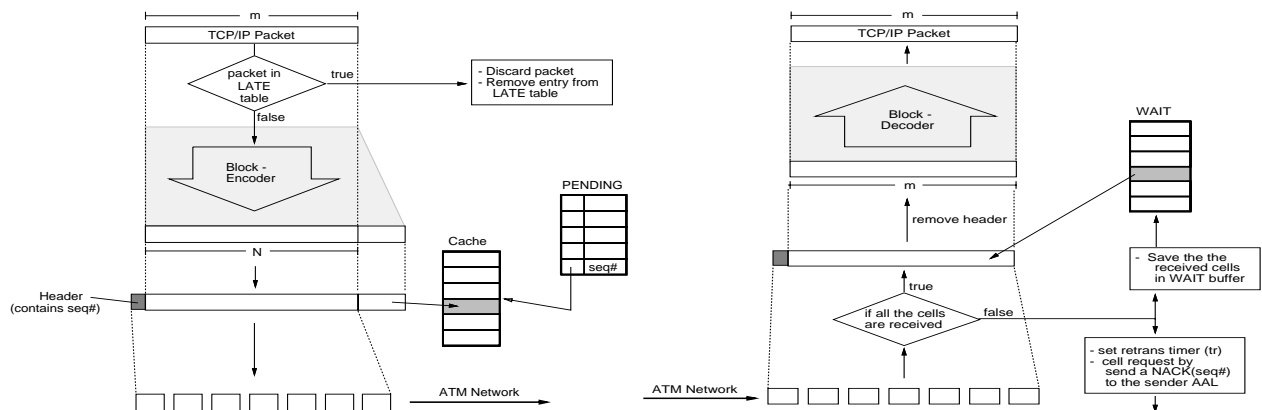 m
TCP/IP Packet
packet in
LATE
table
true
false
- Discard packet
- Remove entry from
LATE table
Block -
Encoder
N
Header
(contains seq#)
Cache
PENDING
seq#
ATM Network
m
TCP/IP Packet
Block -
Decoder
m
remove header
WAIT
- Save the the
received cells
in WAIT buffer
true
if all the cells
are received
false
- set retrans timer (tr)
- cell request by
send a NACK(seq#)
to the sender AAL
ATM Network